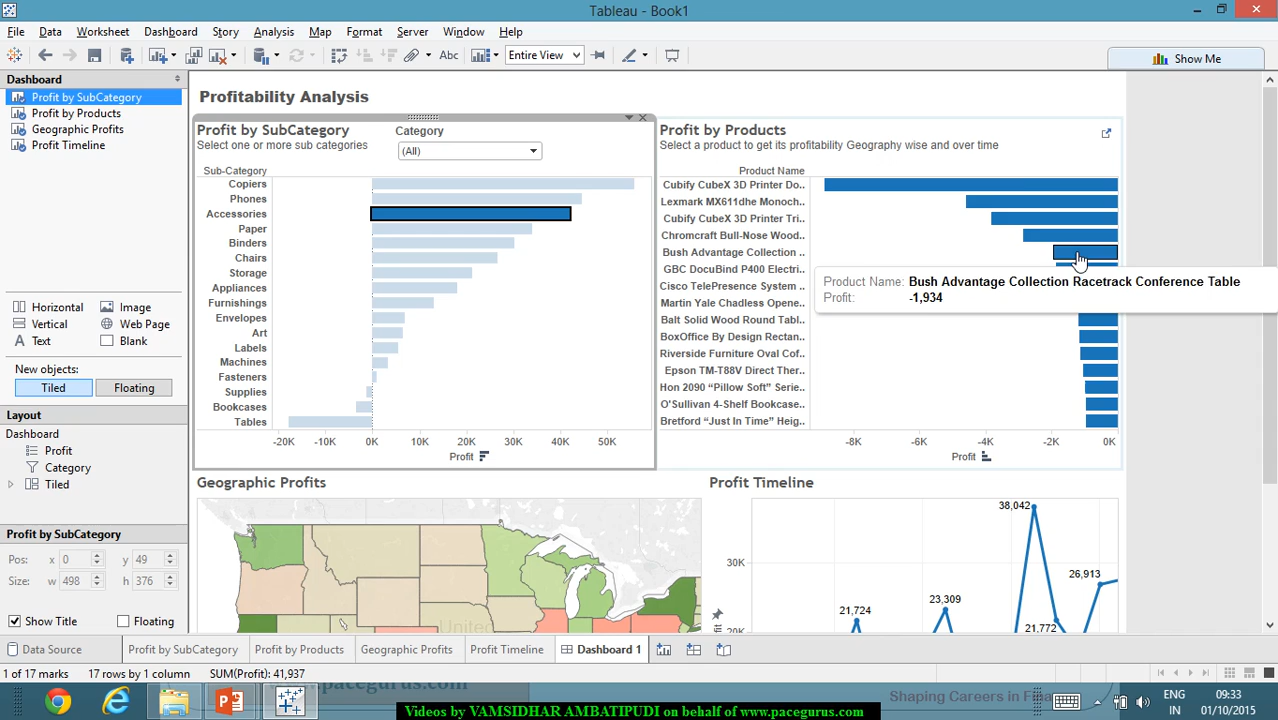 Tableau - Book1
File Data Worksheet Dashboard Story Analysis Map Format Server Window Help
Abc Entire View Show Me
Dashboard
Profit by SubCategory
Profit by Products
Geographic Profits
Profit Timeline
Horizontal Image
Vertical Web Page
Text Blank
New objects:
Tiled Floating
Layout
Dashboard
Profit
Category
Tiled
Profit by SubCategory
Pos: x 0 y 49
Size: w 498 h 376
Show Title Floating
Profitability Analysis
Profit by SubCategory Category
Select one or more sub categories (All)
Sub-Category
Copiers
Phones
Accessories
Paper
Binders
Chairs
Storage
Appliances
Furnishings
Envelopes
Art
Labels
Machines
Fasteners
Supplies
Bookcases
Tables
-20K -10K 0K 10K 20K 30K 40K 50K
Profit
Profit by Products
Select a product to get its profitability Geography wise and over time
Product Name
Cubify CubeX 3D Printer Do..
Lexmark MX611dhe Monoch..
Cubify CubeX 3D Printer Tri..
Chromcraft Bull-Nose Wood..
Bush Advantage Collection ..
GBC DocuBind P400 Electri..
Cisco TelePresence System ..
Martin Yale Chadless Opene..
Balt Solid Wood Round Tabl..
BoxOffice By Design Rectan..
Riverside Furniture Oval Cof..
Epson TM-T88V Direct Ther..
Hon 2090 “Pillow Soft” Serie..
O'Sullivan 4-Shelf Bookcase..
Bretford “Just In Time” Heig..
-8K -6K -4K -2K 0K
Profit
Product Name: Bush Advantage Collection Racetrack Conference Table
Profit: -1,934
Geographic Profits
United
Profit Timeline
38,042
30K
26,913
23,309
21,724
21,772
20K
Data Source Profit by SubCategory Profit by Products Geographic Profits Profit Timeline Dashboard 1
1 of 17 marks 17 rows by 1 column SUM(Profit): 41,937
www.pacegurus.com
ENG 09:33
IN 01/10/2015
Videos by VAMSIDHAR AMBATIPUDI on behalf of www.pacegurus.com